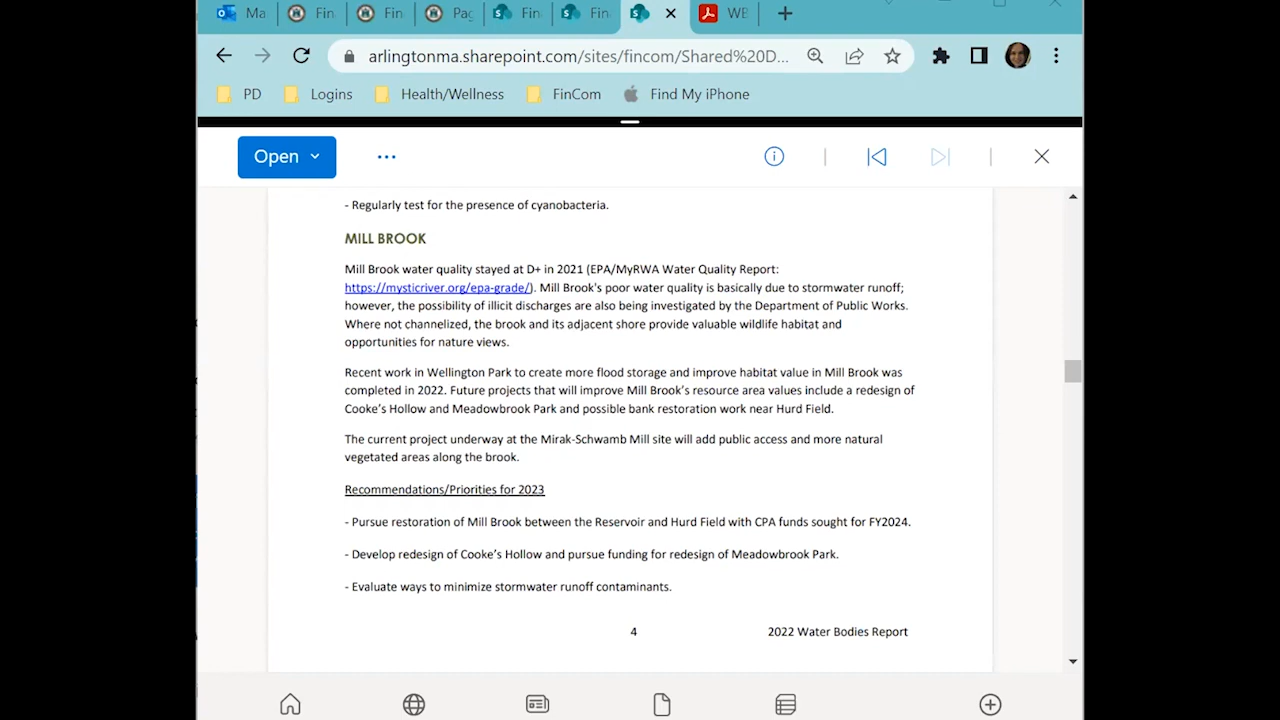 Ma
Fin
Fin
Pag
Fin
Fin
WB
arlingtonma.sharepoint.com/sites/fincom/Shared%20D...
PD
Logins
Health/Wellness
FinCom
Find My iPhone
Open
- Regularly test for the presence of cyanobacteria.
MILL BROOK
Mill Brook water quality stayed at D+ in 2021 (EPA/MyRWA Water Quality Report:
https://mysticriver.org/epa-grade/). Mill Brook's poor water quality is basically due to stormwater runoff;
however, the possibility of illicit discharges are also being investigated by the Department of Public Works.
Where not channelized, the brook and its adjacent shore provide valuable wildlife habitat and
opportunities for nature views.
Recent work in Wellington Park to create more flood storage and improve habitat value in Mill Brook was
completed in 2022. Future projects that will improve Mill Brook’s resource area values include a redesign of
Cooke’s Hollow and Meadowbrook Park and possible bank restoration work near Hurd Field.
The current project underway at the Mirak-Schwamb Mill site will add public access and more natural
vegetated areas along the brook.
Recommendations/Priorities for 2023
- Pursue restoration of Mill Brook between the Reservoir and Hurd Field with CPA funds sought for FY2024.
- Develop redesign of Cooke’s Hollow and pursue funding for redesign of Meadowbrook Park.
- Evaluate ways to minimize stormwater runoff contaminants.
4
2022 Water Bodies Report